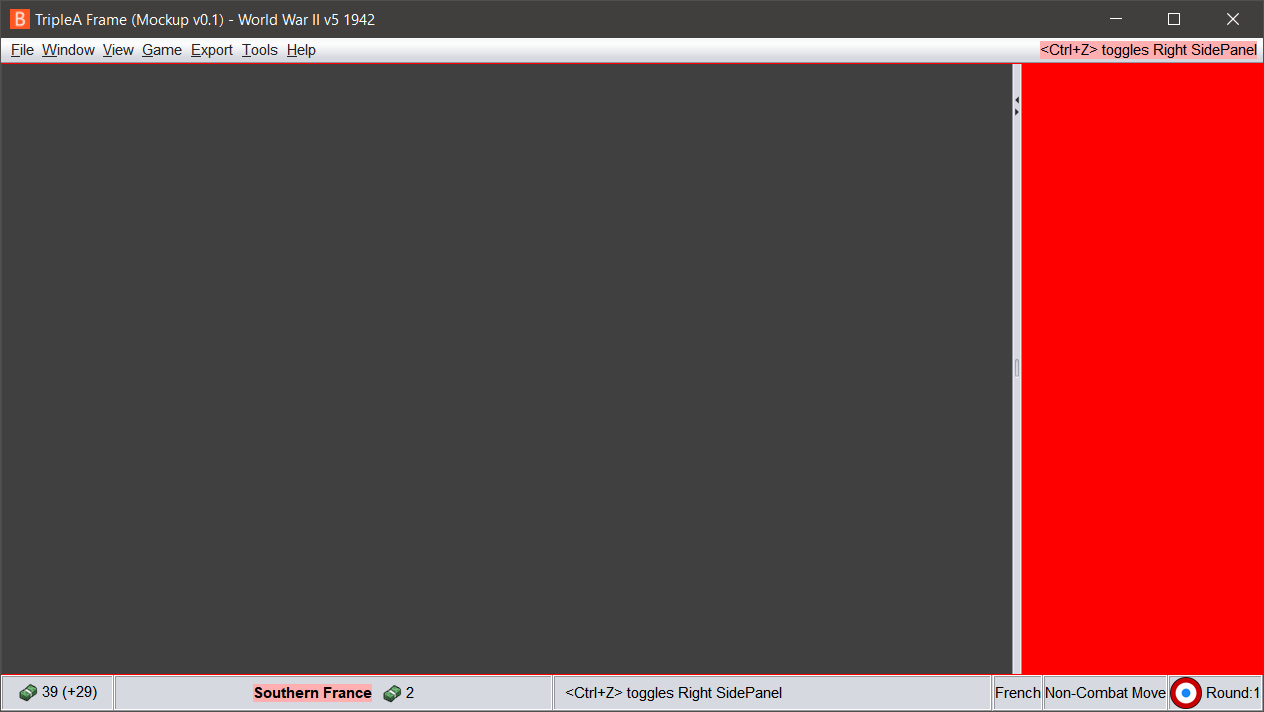 B TripleA Frame (Mockup v0.1) - World War II v5 1942
File Window View Game Export Tools Help <Ctrl+Z> toggles Right SidePanel
39 (+29) Southern France 2 <Ctrl+Z> toggles Right SidePanel French Non-Combat Move Round:1